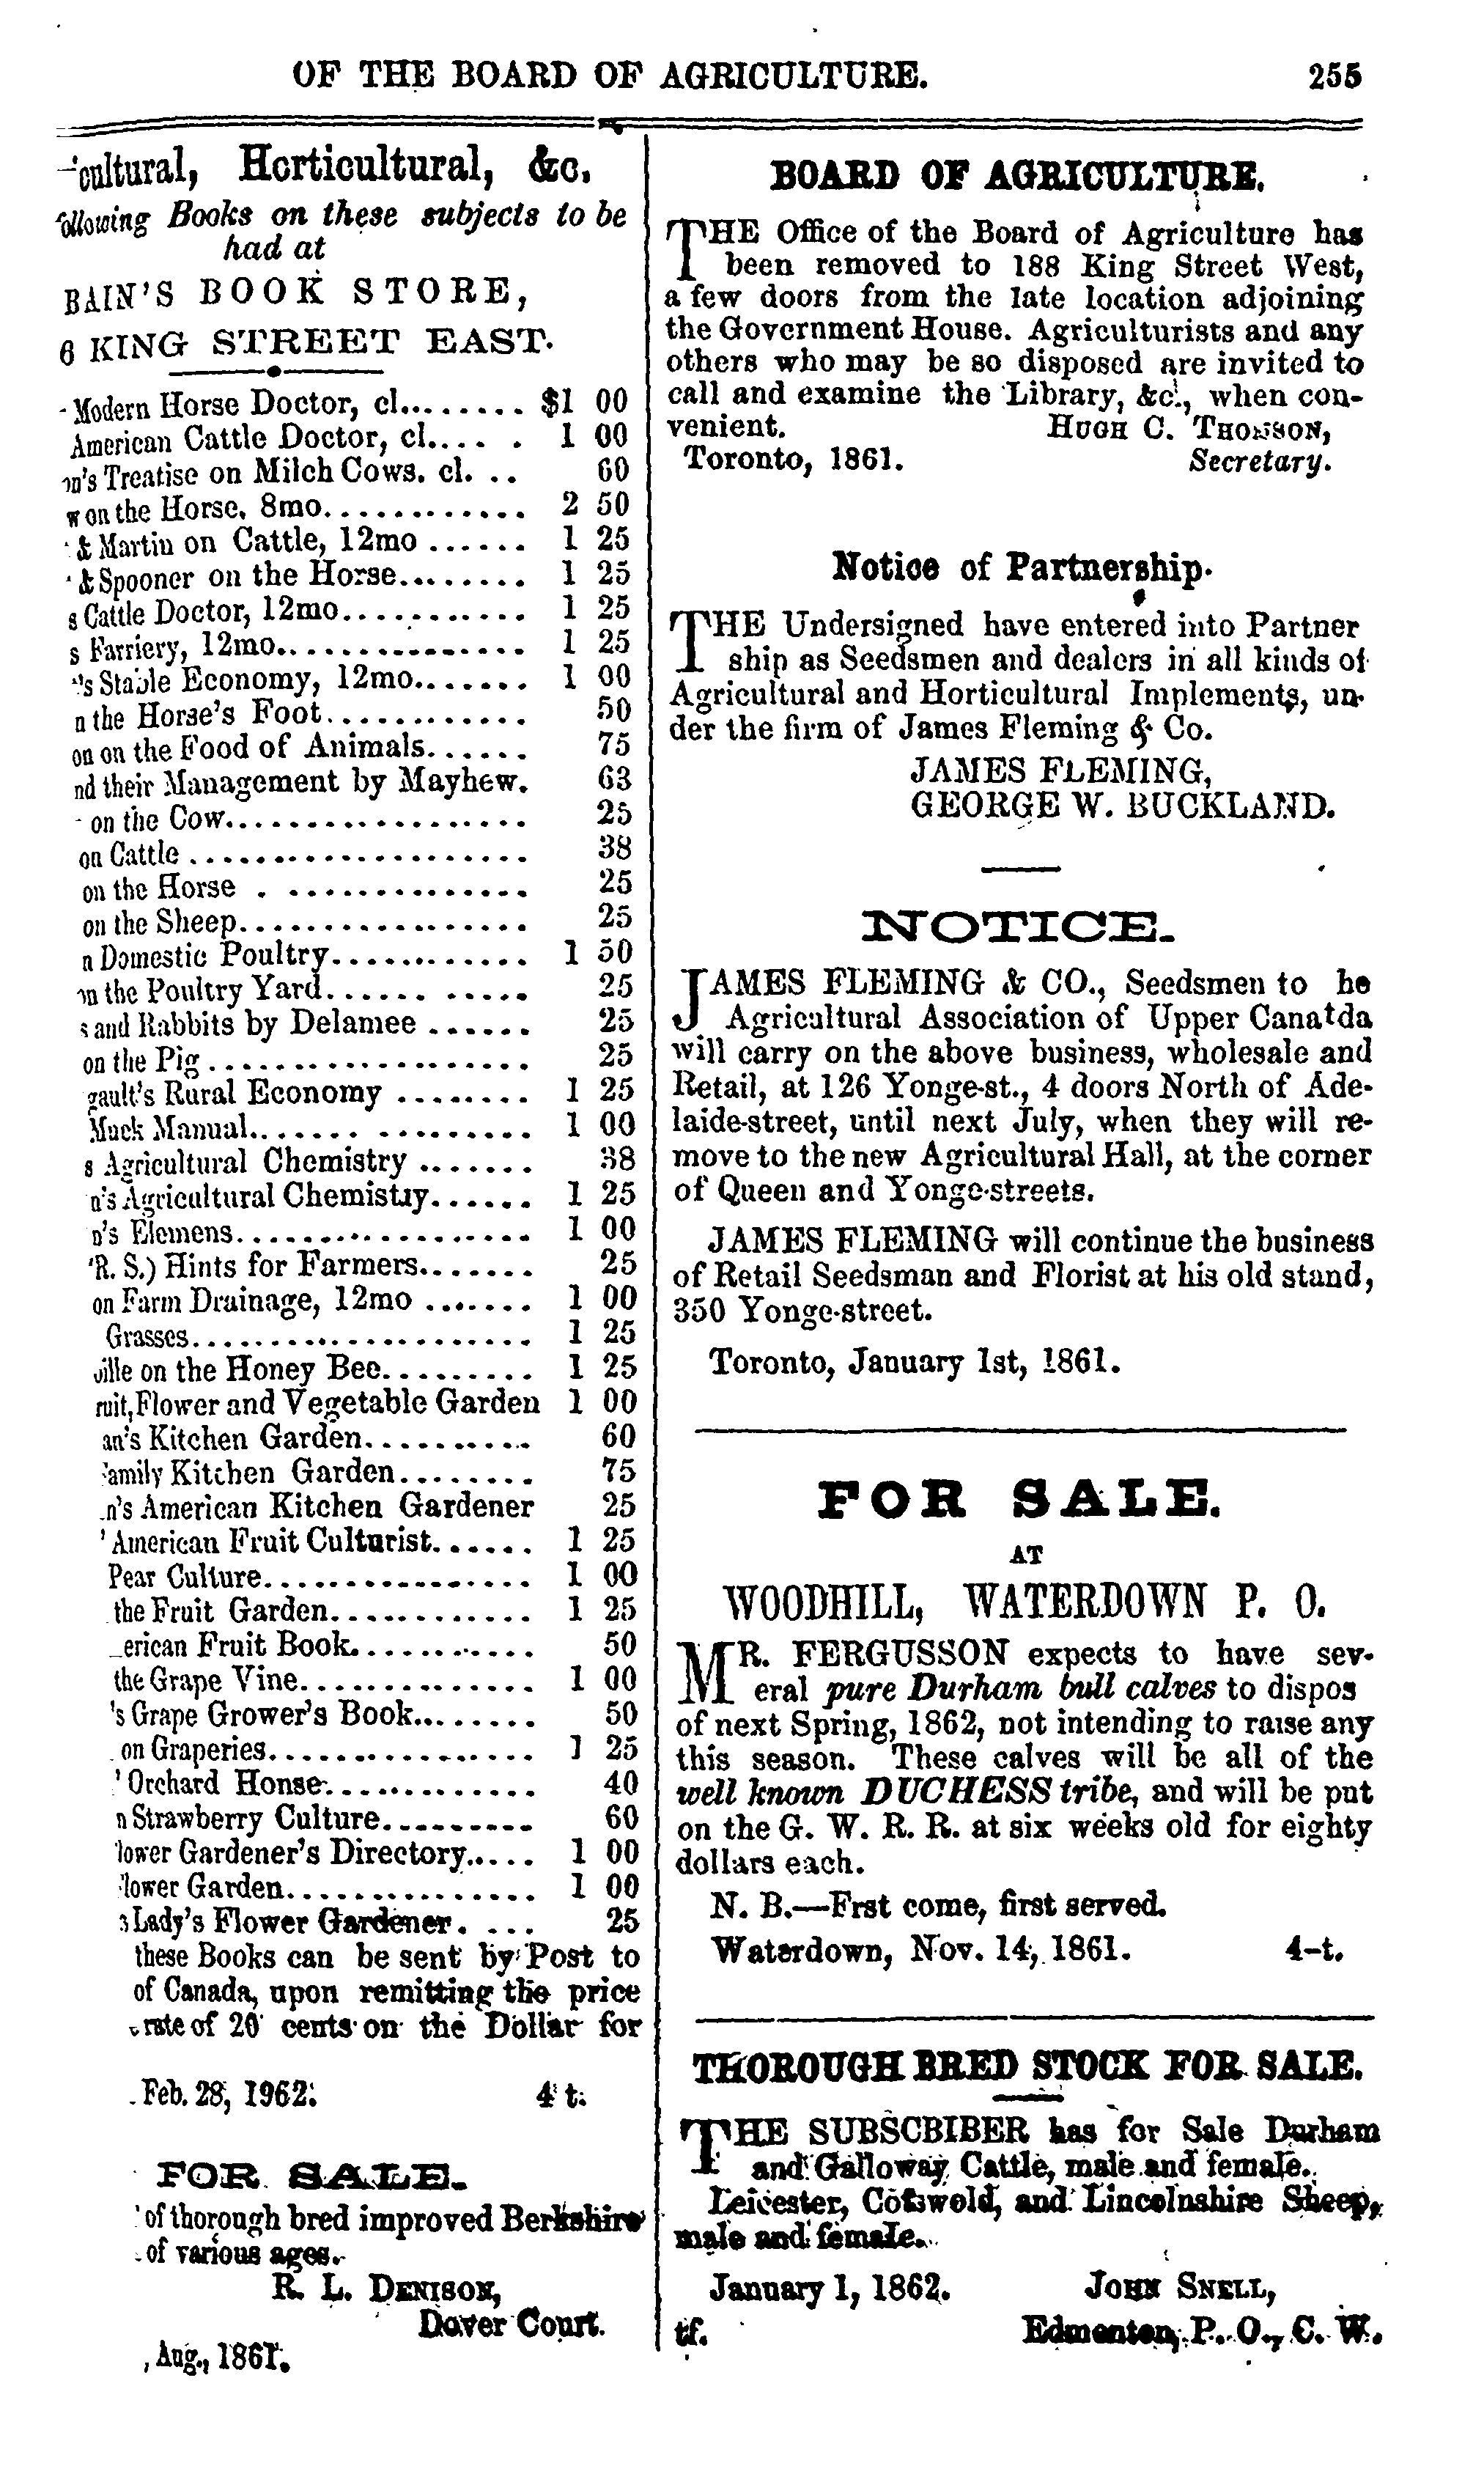 OF THE BOARD OF AGRICULTURE. 255
cultural, Horticultural, &c.
ollowing Books on these subjects to be
had at
BAIN'S BOOK STORE,
6 KING STREET EAST.
Modern Horse Doctor, cl......... $1 00
American Cattle Doctor, cl.... . 1 00
n's Treatise on Milch Cows. cl. .. 60
w on the Horse, 8mo............. 2 50
& Martin on Cattle, 12mo ...... 1 25
& Spooner on the Horse........ 1 25
s Cattle Doctor, 12mo............ 1 25
s Farriery, 12mo................ 1 25
's Stable Economy, 12mo....... 1 00
n the Horse's Foot............. 50
on on the Food of Animals...... 75
nd their Management by Mayhew. 63
on the Cow................... 25
on Cattle ..................... 38
on the Horse . ............... 25
on the Sheep.................. 25
n Domestic Poultry............ 1 50
on the Poultry Yard...... ..... 25
s and Rabbits by Delamee ...... 25
on the Pig.................... 25
gault's Rural Economy ........ 1 25
Muck Manual....... .......... 1 00
s Agricultural Chemistry ....... 38
n's Agricultural Chemistry...... 1 25
n's Elemens................... 1 00
R. S.) Hints for Farmers....... 25
on Farm Drainage, 12mo ....... 1 00
Grasses...................... 1 25
ville on the Honey Bee......... 1 25
ruit, Flower and Vegetable Garden 1 00
an's Kitchen Garden........... 60
amily Kitchen Garden........ 75
n's American Kitchen Gardener 25
' American Fruit Culturist...... 1 25
Pear Culture................. 1 00
the Fruit Garden............. 1 25
erican Fruit Book............ 50
the Grape Vine............... 1 00
's Grape Grower's Book........ 50
on Graperies................. 1 25
' Orchard Honse.............. 40
n Strawberry Culture.......... 60
lower Gardener's Directory..... 1 00
lower Garden................ 1 00
s Lady's Flower Gardener. ... 25
these Books can be sent by Post to
of Canada, upon remitting the price
rate of 20 cents on the Dollar for
Feb. 28, 1962. 4 t.
FOR SALE.
of thorough bred improved Berkshire
of various ages.
R. L. DENISON,
Dover Court.
, Aug., 1861.
BOARD OF AGRICULTURE.
THE Office of the Board of Agriculture has
been removed to 188 King Street West,
a few doors from the late location adjoining
the Government House. Agriculturists and any
others who may be so disposed are invited to
call and examine the Library, &c., when con-
venient. HUGH C. THOMSON,
Toronto, 1861. Secretary.
Notice of Partnership.
THE Undersigned have entered into Partner
ship as Seedsmen and dealers in all kinds of
Agricultural and Horticultural Implements, un-
der the firm of James Fleming & Co.
JAMES FLEMING,
GEORGE W. BUCKLAND.
NOTICE.
JAMES FLEMING & CO., Seedsmen to he
Agricultural Association of Upper Canatda
will carry on the above business, wholesale and
Retail, at 126 Yonge-st., 4 doors North of Ade-
laide-street, until next July, when they will re-
move to the new Agricultural Hall, at the corner
of Queen and Yonge-streets.
JAMES FLEMING will continue the business
of Retail Seedsman and Florist at his old stand,
350 Yonge-street.
Toronto, January 1st, 1861.
FOR SALE.
AT
WOODHILL, WATERDOWN P. O.
MR. FERGUSSON expects to have sev-
eral pure Durham bull calves to dispos
of next Spring, 1862, not intending to raise any
this season. These calves will be all of the
well known DUCHESS tribe, and will be put
on the G. W. R. R. at six weeks old for eighty
dollars each.
N. B.—Frst come, first served.
Waterdown, Nov. 14, 1861. 4-t.
THOROUGH BRED STOCK FOR SALE.
THE SUBSCBIBER has for Sale Durham
and Galloway Cattle, male and female.
Leicester, Cotswold, and Lincolnshire Sheep,
male and female.
January 1, 1862. JOHN SNELL,
tf. Edmonton, P. O., C. W.